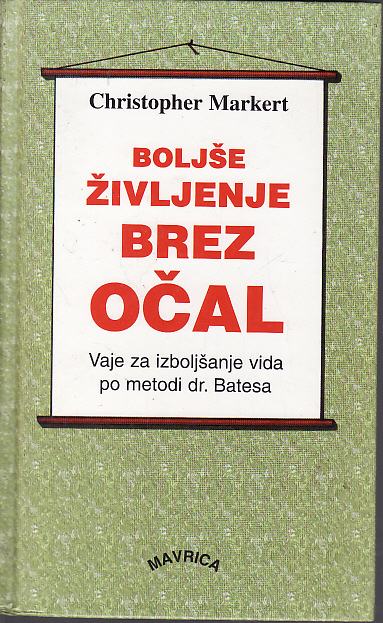 Christopher Markert
BOLJŠE
ŽIVLJENJE
BREZ
OČAL
Vaje za izboljšanje vida
po metodi dr. Batesa
MAVRICA